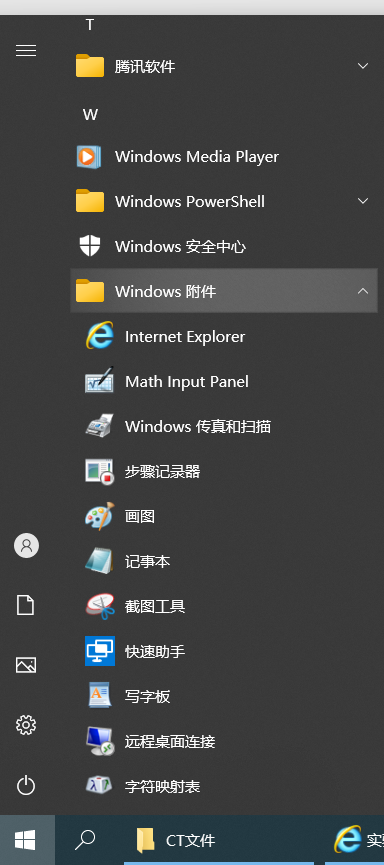 T
腾讯软件
W
Windows Media Player
Windows PowerShell
Windows 安全中心
Windows 附件
Internet Explorer
Math Input Panel
Windows 传真和扫描
步骤记录器
画图
记事本
截图工具
快速助手
写字板
远程桌面连接
字符映射表
CT文件
实